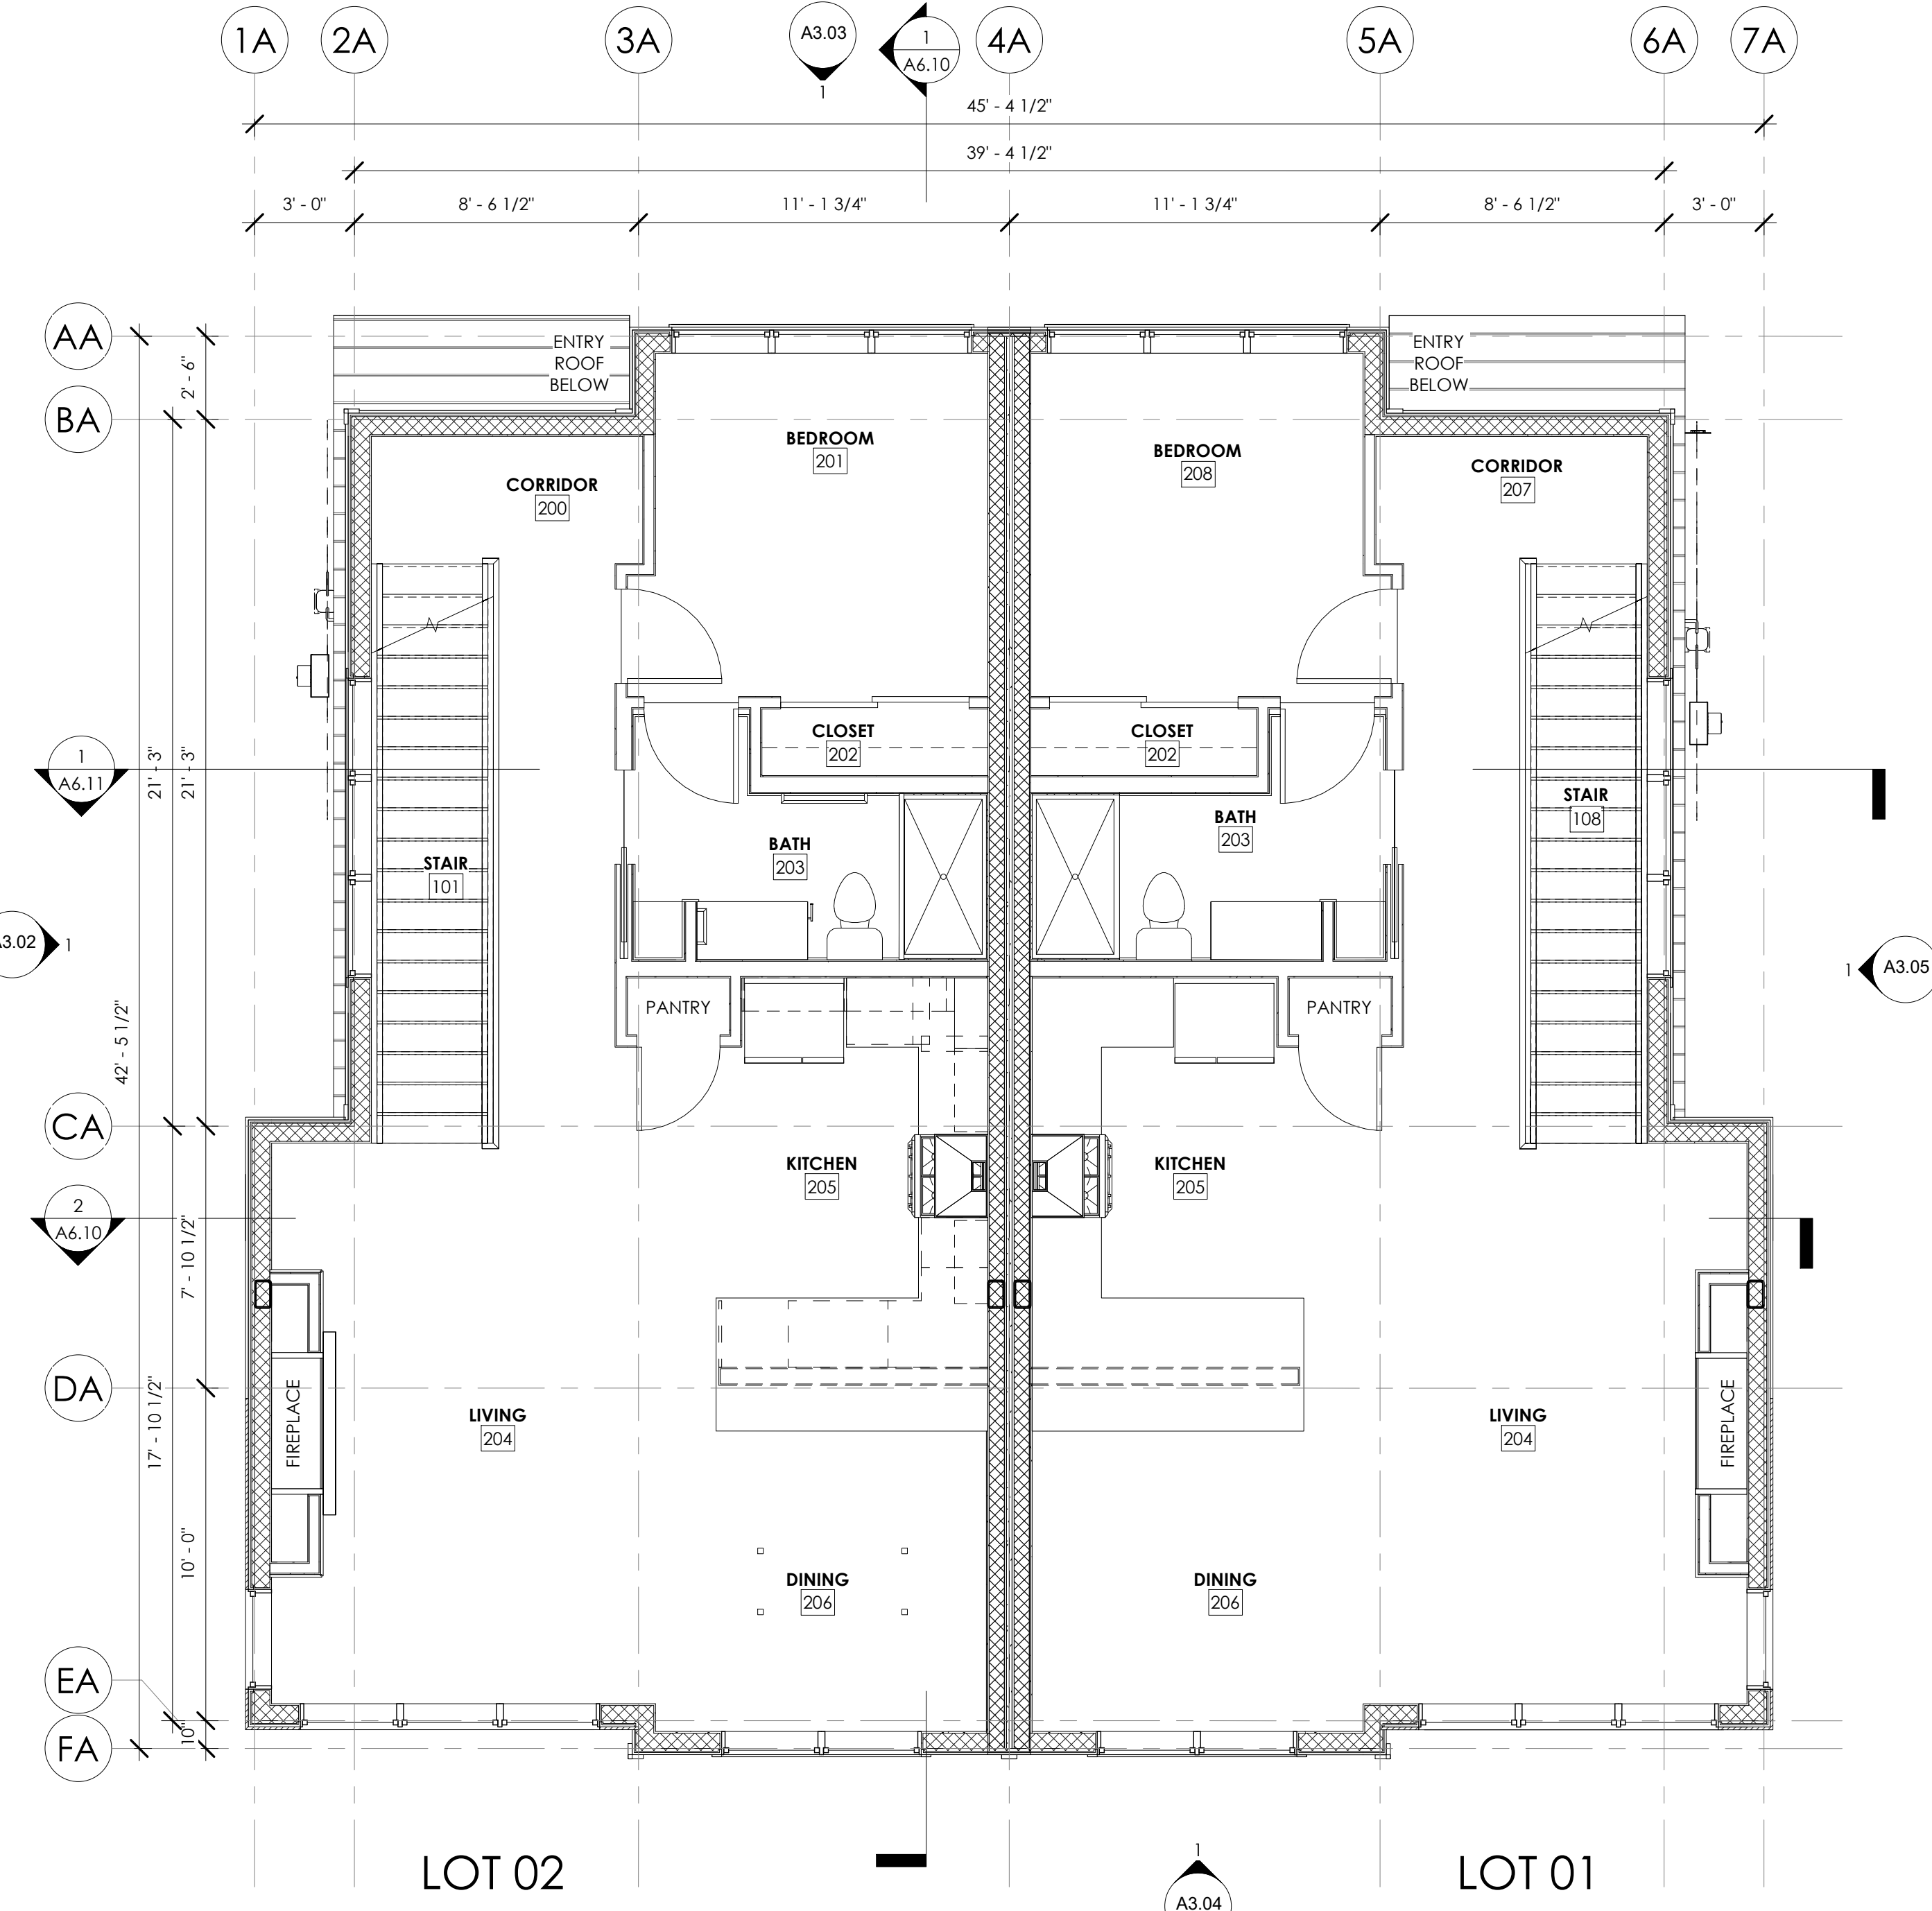 1A
2A
3A
A3.03
1
1
A6.10
4A
5A
6A
7A
45' - 4 1/2"
39' - 4 1/2"
3' - 0"
8' - 6 1/2"
11' - 1 3/4"
11' - 1 3/4"
8' - 6 1/2"
3' - 0"
AA
BA
CA
DA
EA
FA
2' - 6"
21' - 3"
21' - 3"
42' - 5 1/2"
7' - 10 1/2"
17' - 10 1/2"
10' - 0"
10"
ENTRY
ROOF
BELOW
ENTRY
ROOF
BELOW
BEDROOM
201
BEDROOM
208
CORRIDOR
200
CORRIDOR
207
CLOSET
202
CLOSET
202
1
A6.11
STAIR
101
STAIR
108
BATH
203
BATH
203
A3.02
1
1
A3.05
PANTRY
PANTRY
KITCHEN
205
KITCHEN
205
2
A6.10
FIREPLACE
FIREPLACE
LIVING
204
LIVING
204
DINING
206
DINING
206
LOT 02
LOT 01
1
A3.04